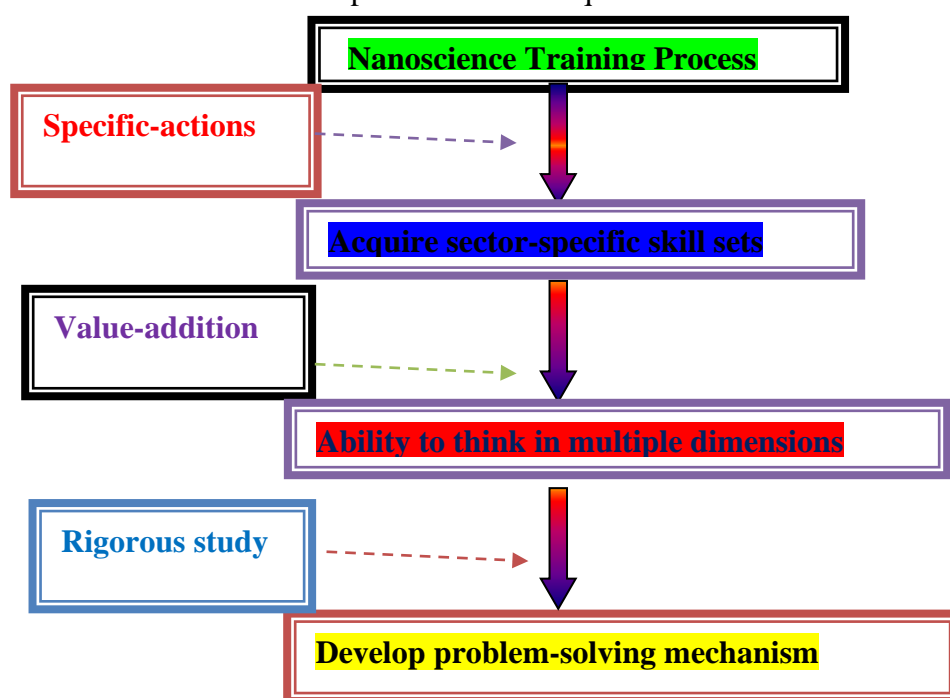 Nanoscience Training Process
Specific-actions
Acquire sector-specific skill sets
Value-addition
Ability to think in multiple dimensions
Rigorous study
Develop problem-solving mechanism